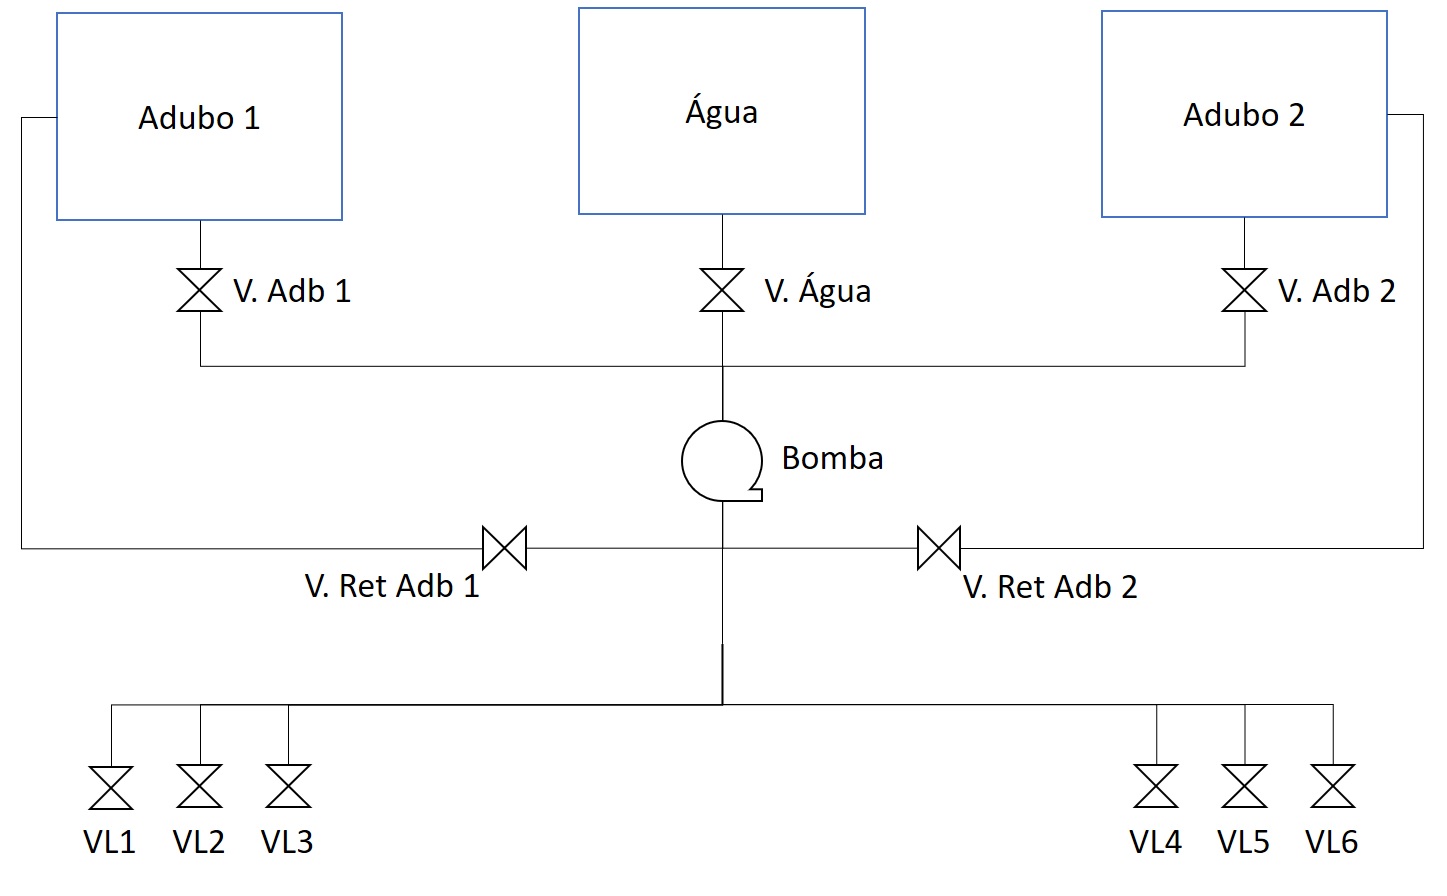 Adubo 1
Água
Adubo 2
V. Adb 1
V. Água
V. Adb 2
Bomba
V. Ret Adb 1
V. Ret Adb 2
VL1
VL2
VL3
VL4
VL5
VL6